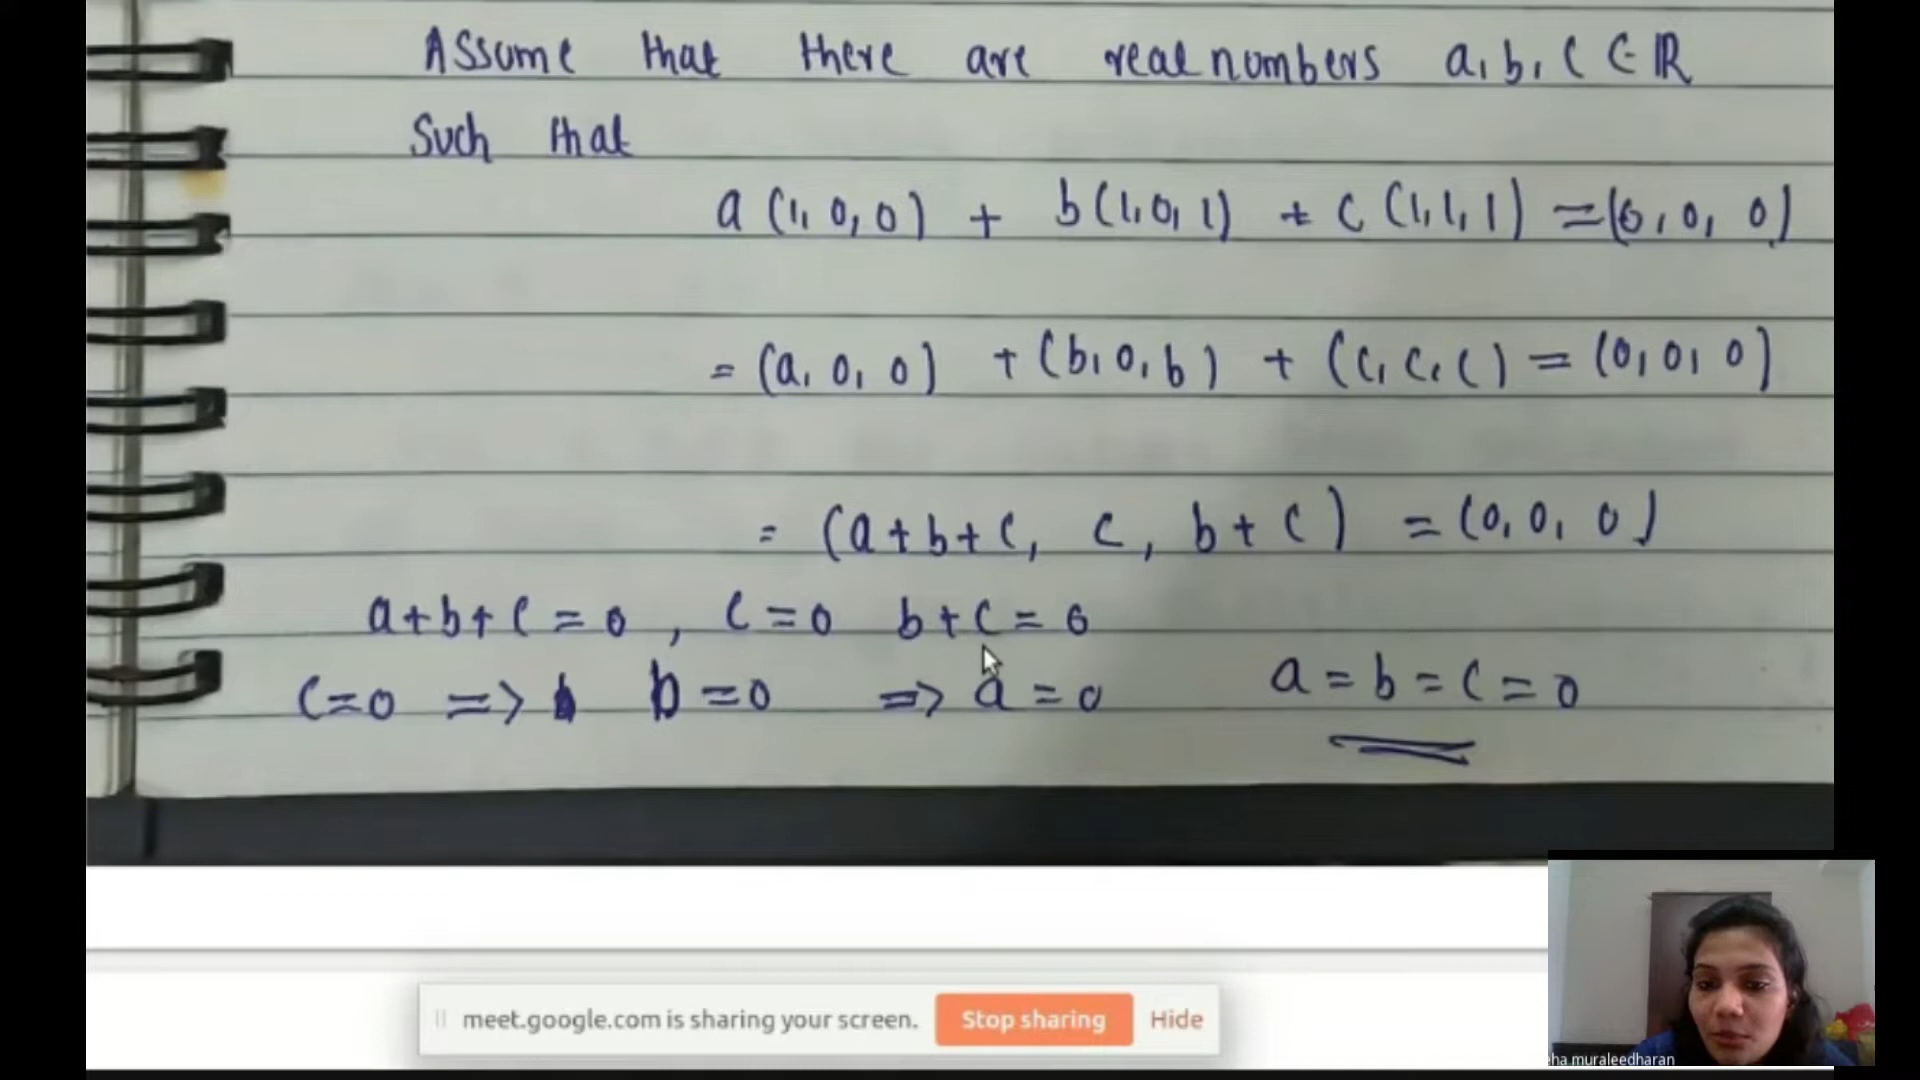 Assume that there are real numbers a, b, c ∈ ℝ
Such that
a (1, 0, 0) + b (1, 0, 1) + c (1, 1, 1) = (0, 0, 0)
= (a, 0, 0) + (b, 0, b) + (c, c, c) = (0, 0, 0)
= (a + b + c, c, b + c) = (0, 0, 0)
a + b + c = 0 , c = 0 b + c = 0
c = 0 => b = 0 => a = 0 a = b = c = 0
meet.google.com is sharing your screen. Stop sharing Hide
eha muraleedharan